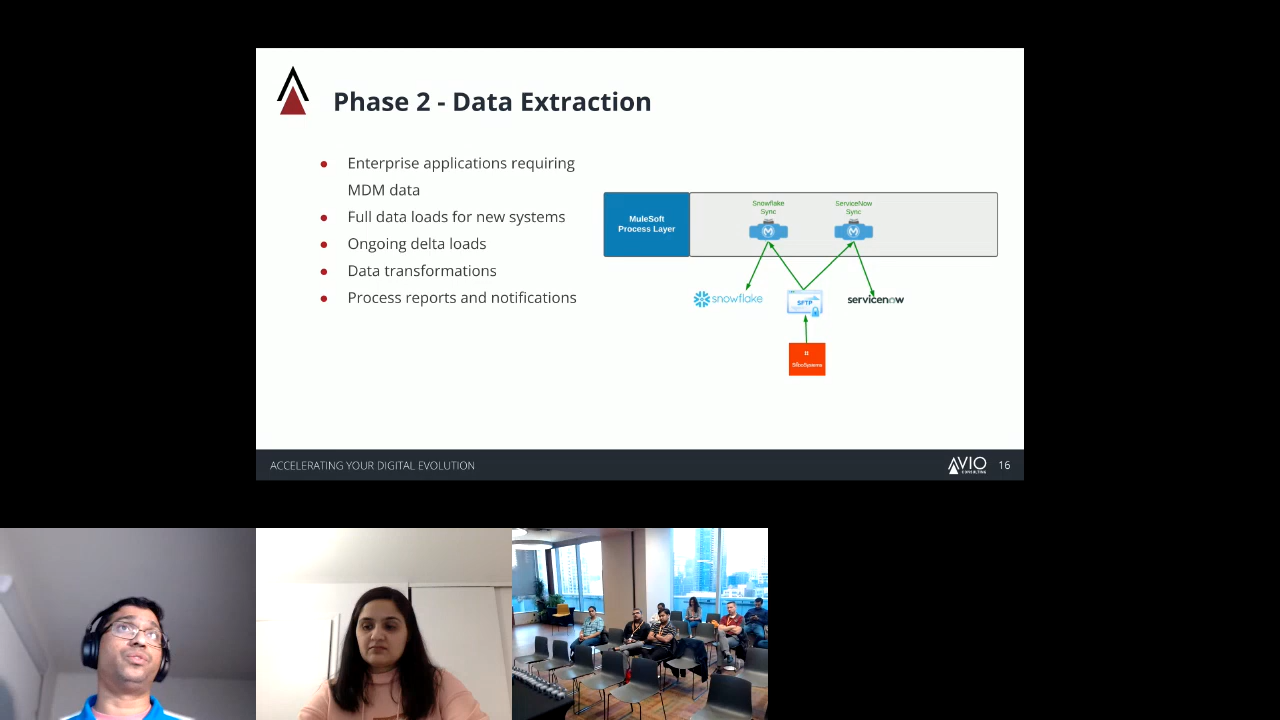 Phase 2 - Data Extraction
Enterprise applications requiring
MDM data
Full data loads for new systems
Ongoing delta loads
Data transformations
Process reports and notifications
MuleSoft
Process Layer
Snowflake
Sync
ServiceNow
Sync
snowflake
SFTP
servicenow
StiboSystems
ACCELERATING YOUR DIGITAL EVOLUTION
AVIO
CONSULTING
16